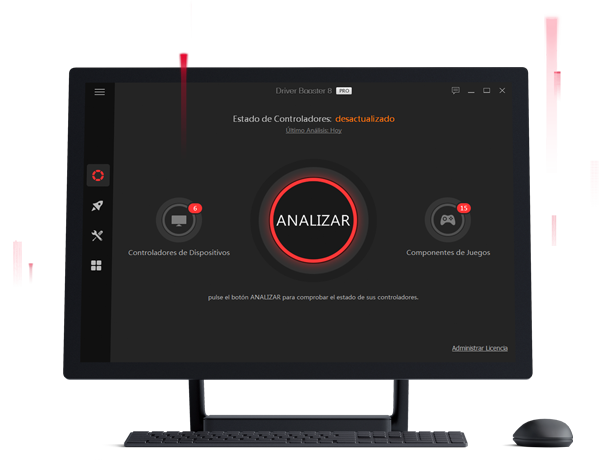 Driver Booster 8 PRO
Estado de Controladores: desactualizado
Último Análisis: Hoy
6
15
ANALIZAR
Controladores de Dispositivos
Componentes de Juegos
pulse el botón ANALIZAR para comprobar el estado de sus controladores.
Administrar Licencia